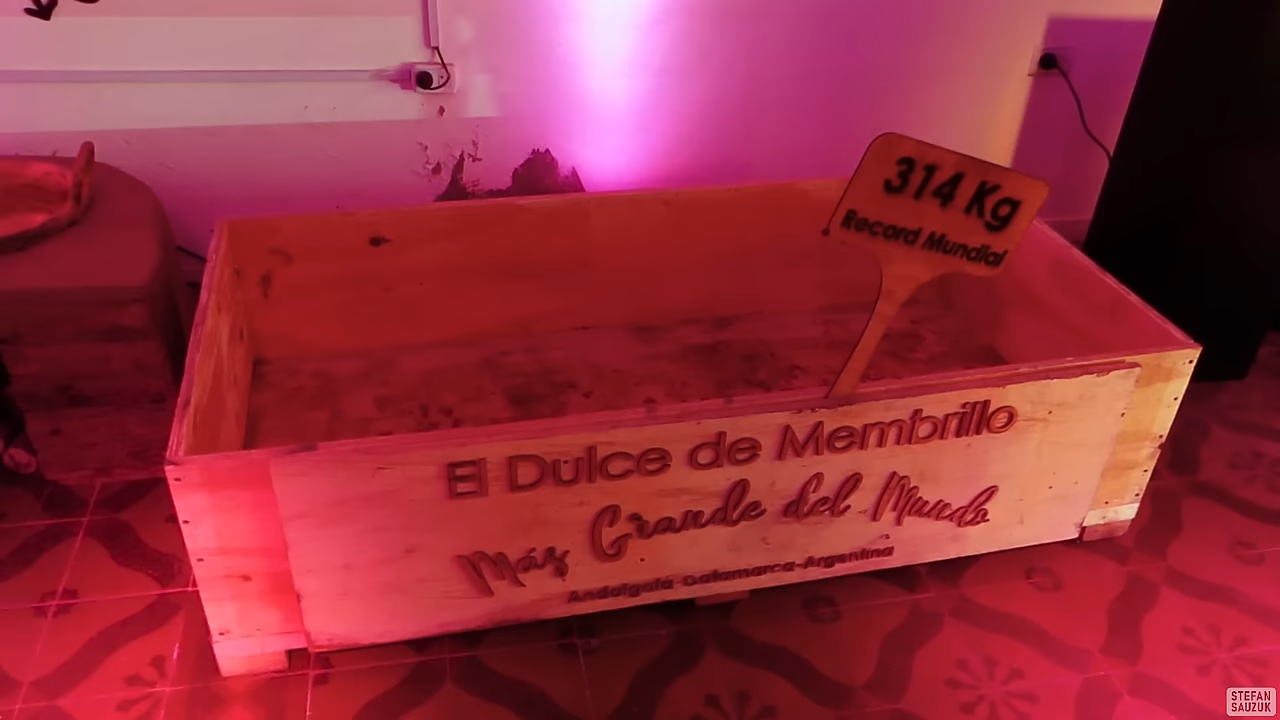 314 Kg
Record Mundial
El Dulce de Membrillo
Más Grande del Mundo
Andalgalá-Catamarca-Argentina
STEFAN
SAUZUK